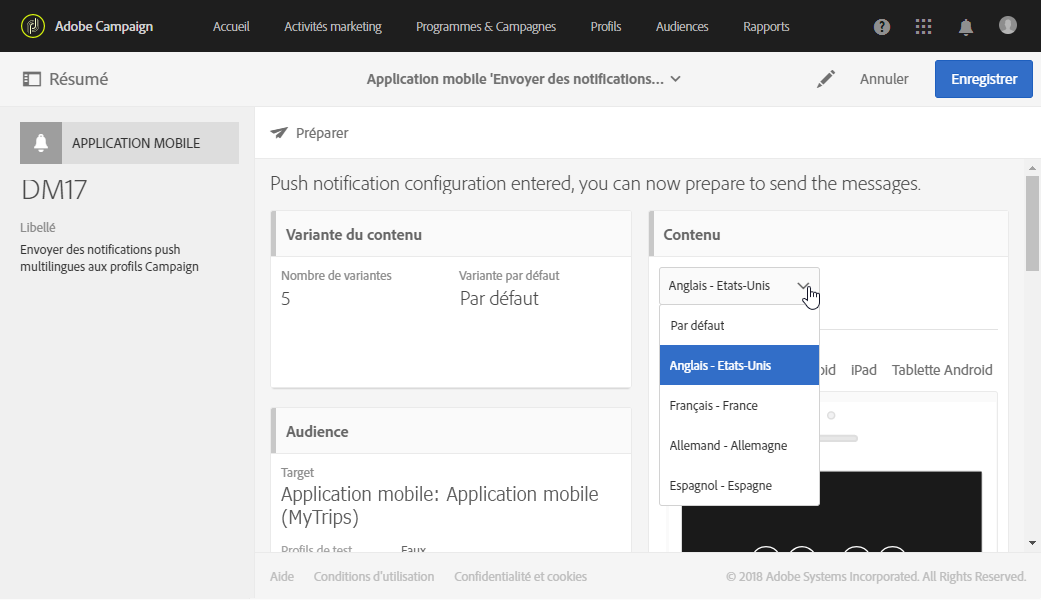 Adobe Campaign
Accueil
Activités marketing
Programmes & Campagnes
Profils
Audiences
Rapports
Résumé
Application mobile 'Envoyer des notifications...
Annuler
Enregistrer
APPLICATION MOBILE
DM17
Libellé
Envoyer des notifications push
multilingues aux profils Campaign
Préparer
Push notification configuration entered, you can now prepare to send the messages.
Variante du contenu
Nombre de variantes
5
Variante par défaut
Par défaut
Audience
Target
Application mobile: Application mobile
(MyTrips)
Profils de test
Faux
Contenu
Anglais - Etats-Unis
Par défaut
Anglais - Etats-Unis
Français - France
Allemand - Allemagne
Espagnol - Espagne
iPad
Tablette Android
Aide
Conditions d'utilisation
Confidentialité et cookies
© 2018 Adobe Systems Incorporated. All Rights Reserved.